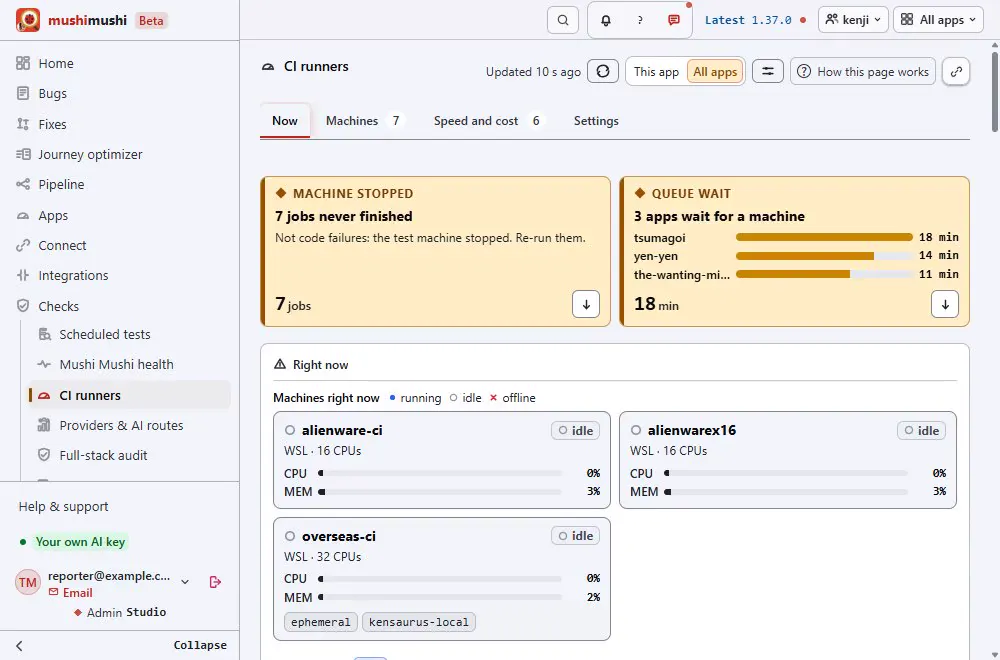 mushimushi Beta
?
Latest 1.37.0
kenji
All apps
Home
Bugs
Fixes
Journey optimizer
Pipeline
Apps
Connect
Integrations
Checks
Scheduled tests
Mushi Mushi health
CI runners
Providers & AI routes
Full-stack audit
Help & support
Your own AI key
TM
reporter@example.c...
Email
Admin Studio
Collapse
CI runners
Updated 10 s ago
This app
All apps
How this page works
Now
Machines 7
Speed and cost 6
Settings
MACHINE STOPPED
7 jobs never finished
Not code failures: the test machine stopped. Re-run them.
7 jobs
QUEUE WAIT
3 apps wait for a machine
tsumagoi 18 min
yen-yen 14 min
the-wanting-mi... 11 min
18 min
Right now
Machines right now running idle offline
alienware-ci idle
WSL · 16 CPUs
CPU 0%
MEM 3%
alienwarex16 idle
WSL · 16 CPUs
CPU 0%
MEM 3%
overseas-ci idle
WSL · 32 CPUs
CPU 0%
MEM 2%
ephemeral kensaurus-local